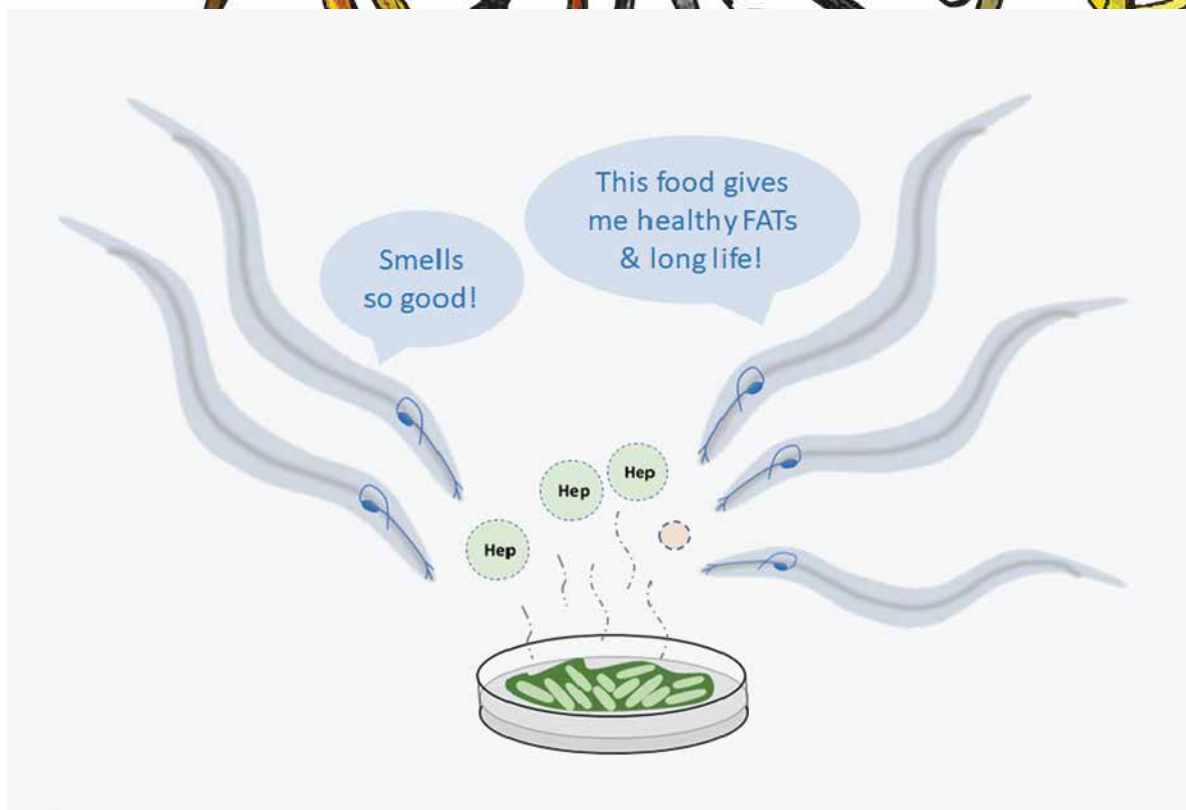 This food gives
me healthy FATs
& long life!
Smells
so good!
Hep
Hep
Hep